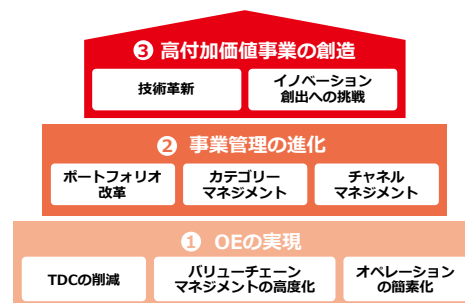 ❸ 高付加価値事業の創造
技術革新
イノベーション
創出への挑戦
❷ 事業管理の進化
ポートフォリオ
改革
カテゴリー
マネジメント
チャネル
マネジメント
❶ OEの実現
TDCの削減
バリューチェーン
マネジメントの高度化
オペレーション
の簡素化